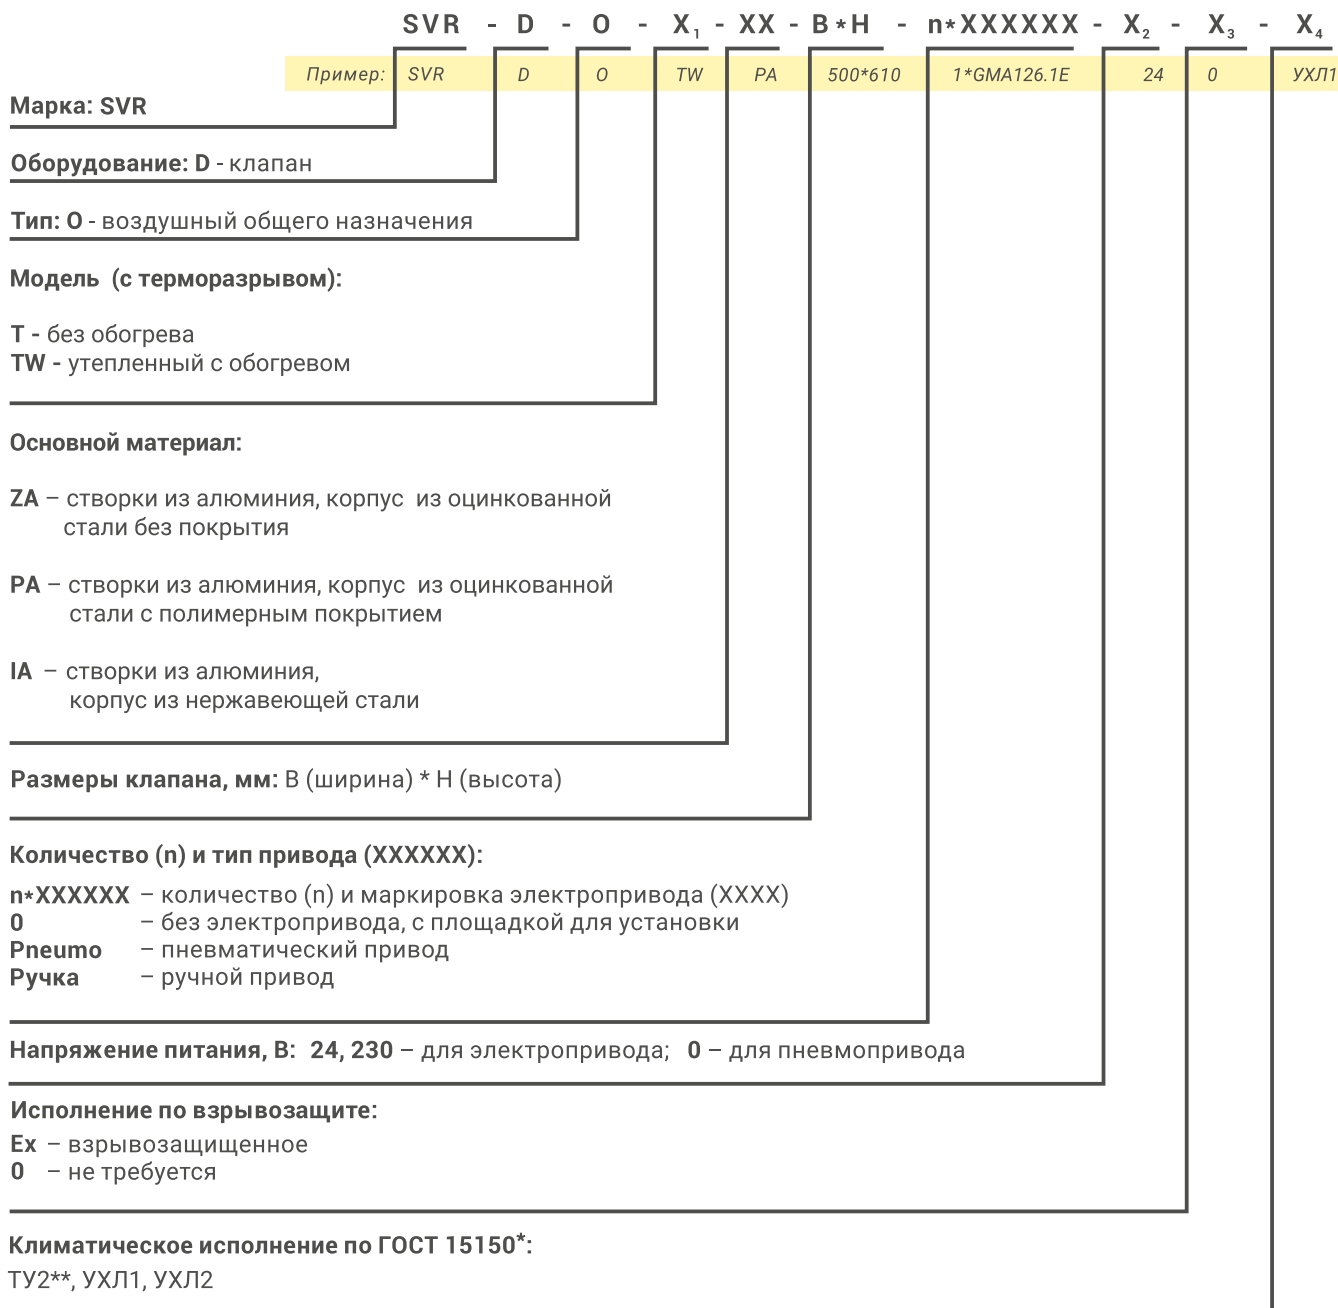 SVR - D - O - X₁ - XX - B*H - n*XXXXXX - X₂ - X₃ - X₄
Пример: SVR D O TW PA 500*610 1*GMA126.1E 24 0 УХЛ1
Марка: SVR
Оборудование: D - клапан
Тип: O - воздушный общего назначения
Модель (с терморазрывом):
T - без обогрева
TW - утепленный с обогревом
Основной материал:
ZA – створки из алюминия, корпус из оцинкованной
стали без покрытия
PA – створки из алюминия, корпус из оцинкованной
стали с полимерным покрытием
IA – створки из алюминия,
корпус из нержавеющей стали
Размеры клапана, мм: B (ширина) * H (высота)
Количество (n) и тип привода (XXXXXX):
n*XXXXXX – количество (n) и маркировка электропривода (XXXX)
0 – без электропривода, с площадкой для установки
Pneumo – пневматический привод
Ручка – ручной привод
Напряжение питания, В: 24, 230 – для электропривода; 0 – для пневмопривода
Исполнение по взрывозащите:
Ex – взрывозащищенное
0 – не требуется
Климатическое исполнение по ГОСТ 15150*:
ТУ2**, УХЛ1, УХЛ2